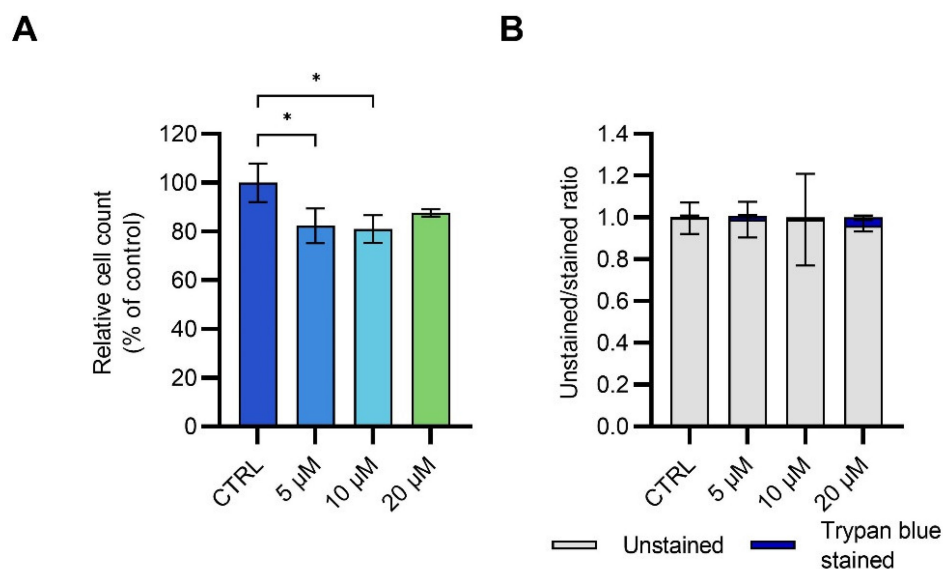 A
*
*
Relative cell count
(% of control)
120
100
80
60
40
20
0
CTRL
5 µM
10 µM
20 µM
B
Unstained/stained ratio
1.4
1.2
1.0
0.8
0.6
0.4
0.2
0.0
CTRL
5 µM
10 µM
20 µM
Unstained
Trypan blue
stained